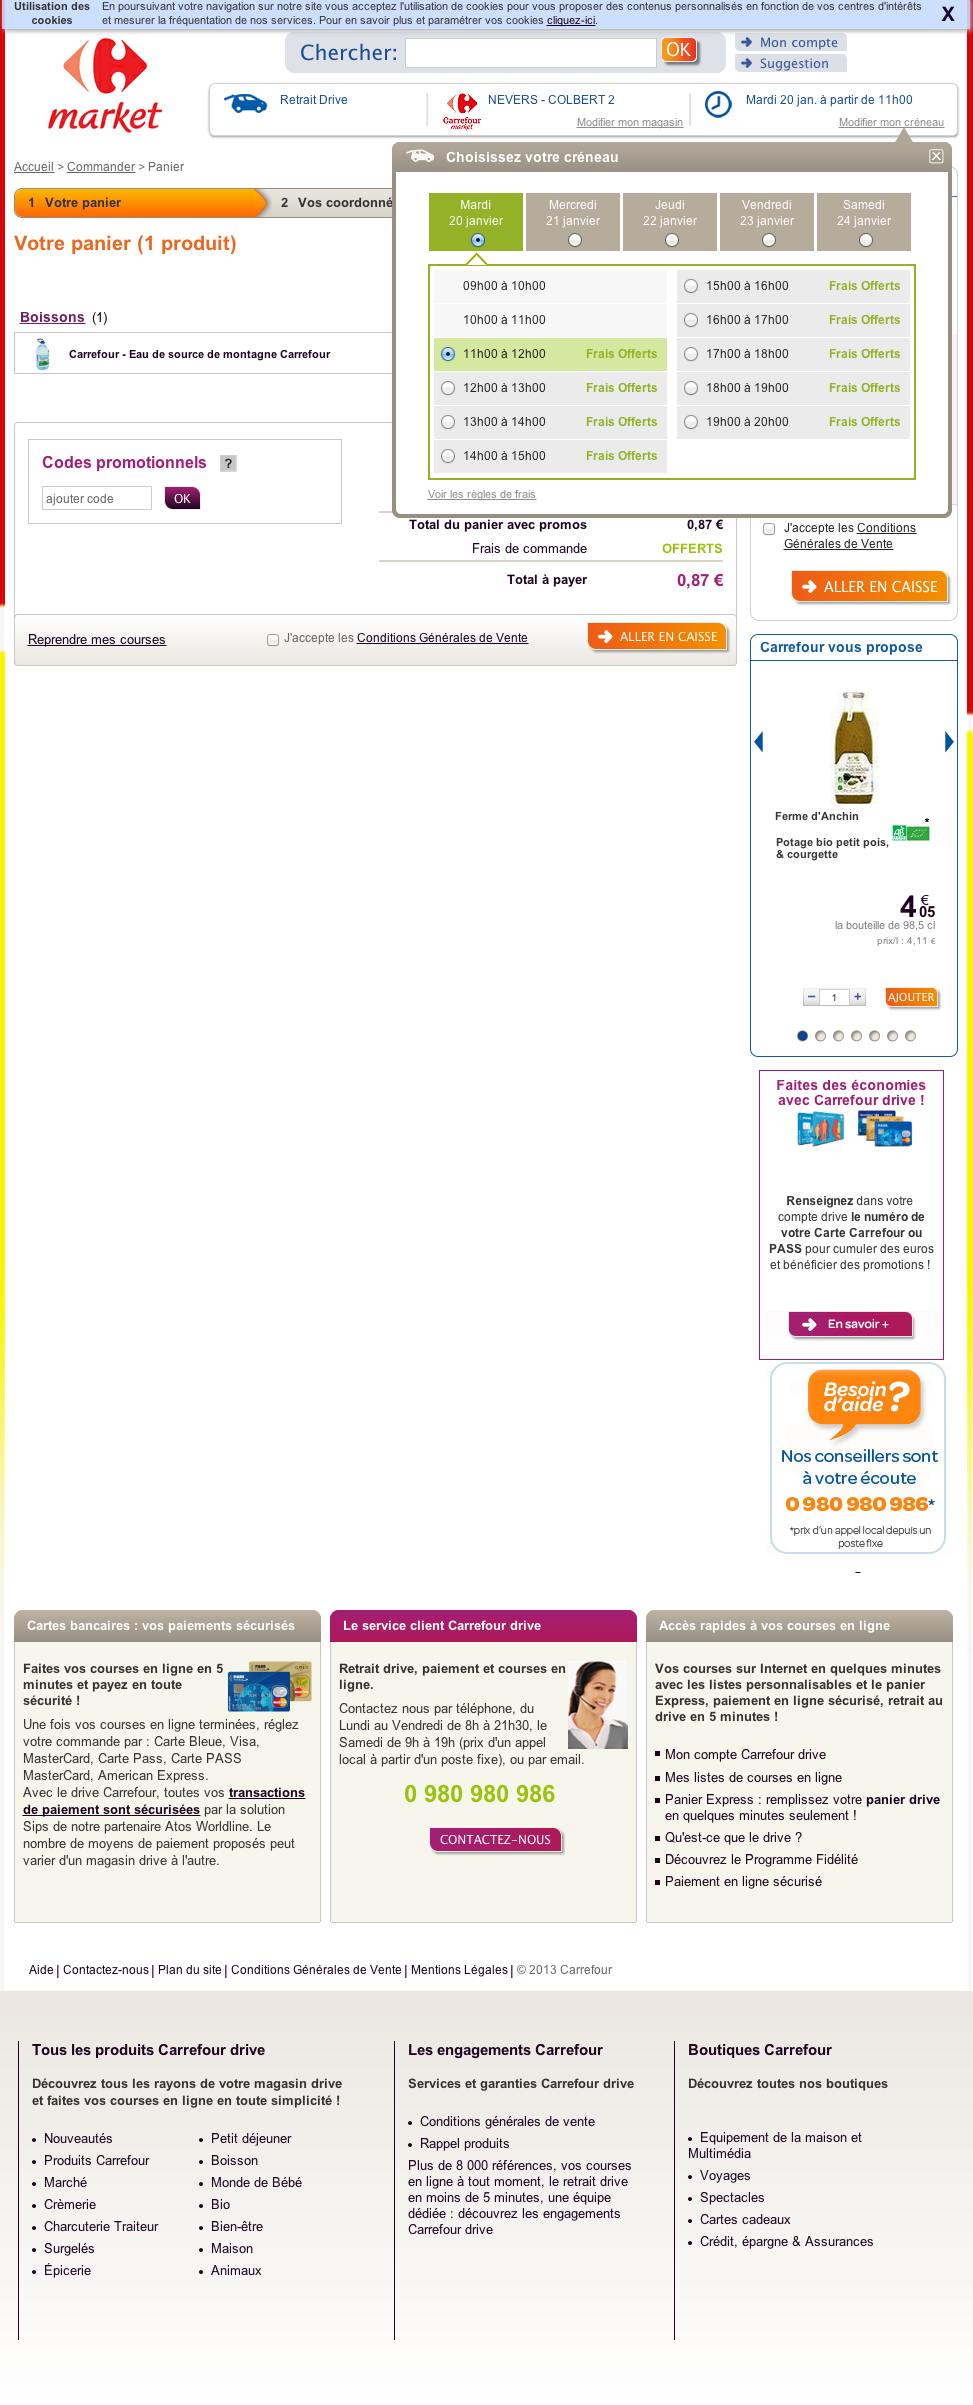 Utilisation des cookies
En poursuivant votre navigation sur notre site vous acceptez l'utilisation de cookies pour vous proposer des contenus personnalisés en fonction de vos centres d'intérêts
et mesurer la fréquentation de nos services. Pour en savoir plus et paramétrer vos cookies cliquez-ici.
X
market
Chercher:
OK
Mon compte
Suggestion
Retrait Drive
Carrefour market
NEVERS - COLBERT 2
Modifier mon magasin
Mardi 20 jan. à partir de 11h00
Modifier mon créneau
Accueil > Commander > Panier
1 Votre panier
2 Vos coordonné
Votre panier (1 produit)
Boissons (1)
Carrefour - Eau de source de montagne Carrefour
Choisissez votre créneau
Mardi
20 janvier
Mercredi
21 janvier
Jeudi
22 janvier
Vendredi
23 janvier
Samedi
24 janvier
09h00 à 10h00
10h00 à 11h00
11h00 à 12h00 Frais Offerts
12h00 à 13h00 Frais Offerts
13h00 à 14h00 Frais Offerts
14h00 à 15h00 Frais Offerts
15h00 à 16h00 Frais Offerts
16h00 à 17h00 Frais Offerts
17h00 à 18h00 Frais Offerts
18h00 à 19h00 Frais Offerts
19h00 à 20h00 Frais Offerts
Voir les règles de frais
Codes promotionnels ?
ajouter code
OK
Total du panier avec promos 0,87 €
Frais de commande OFFERTS
Total à payer 0,87 €
Reprendre mes courses
J'accepte les Conditions Générales de Vente
ALLER EN CAISSE
J'accepte les Conditions
Générales de Vente
ALLER EN CAISSE
Carrefour vous propose
Ferme d'Anchin
*
AB
Potage bio petit pois,
& courgette
4€05
la bouteille de 98,5 cl
prix/l : 4,11 €
- 1 +
AJOUTER
Faites des économies
avec Carrefour drive !
Renseignez dans votre
compte drive le numéro de
votre Carte Carrefour ou
PASS pour cumuler des euros
et bénéficier des promotions !
En savoir +
Besoin
d'aide?
Nos conseillers sont
à votre écoute
0 980 980 986*
*prix d'un appel local depuis un
poste fixe
Cartes bancaires : vos paiements sécurisés
Faites vos courses en ligne en 5
minutes et payez en toute
sécurité !
Une fois vos courses en ligne terminées, réglez
votre commande par : Carte Bleue, Visa,
MasterCard, Carte Pass, Carte PASS
MasterCard, American Express.
Avec le drive Carrefour, toutes vos transactions
de paiement sont sécurisées par la solution
Sips de notre partenaire Atos Worldline. Le
nombre de moyens de paiement proposés peut
varier d'un magasin drive à l'autre.
Le service client Carrefour drive
Retrait drive, paiement et courses en
ligne.
Contactez nous par téléphone, du
Lundi au Vendredi de 8h à 21h30, le
Samedi de 9h à 19h (prix d'un appel
local à partir d'un poste fixe), ou par email.
0 980 980 986
CONTACTEZ-NOUS
Accès rapides à vos courses en ligne
Vos courses sur Internet en quelques minutes
avec les listes personnalisables et le panier
Express, paiement en ligne sécurisé, retrait au
drive en 5 minutes !
Mon compte Carrefour drive
Mes listes de courses en ligne
Panier Express : remplissez votre panier drive
en quelques minutes seulement !
Qu'est-ce que le drive ?
Découvrez le Programme Fidélité
Paiement en ligne sécurisé
Aide | Contactez-nous | Plan du site | Conditions Générales de Vente | Mentions Légales | © 2013 Carrefour
Tous les produits Carrefour drive
Découvrez tous les rayons de votre magasin drive
et faites vos courses en ligne en toute simplicité !
Nouveautés
Produits Carrefour
Marché
Crèmerie
Charcuterie Traiteur
Surgelés
Épicerie
Petit déjeuner
Boisson
Monde de Bébé
Bio
Bien-être
Maison
Animaux
Les engagements Carrefour
Services et garanties Carrefour drive
Conditions générales de vente
Rappel produits
Plus de 8 000 références, vos courses
en ligne à tout moment, le retrait drive
en moins de 5 minutes, une équipe
dédiée : découvrez les engagements
Carrefour drive
Boutiques Carrefour
Découvrez toutes nos boutiques
Equipement de la maison et
Multimédia
Voyages
Spectacles
Cartes cadeaux
Crédit, épargne & Assurances